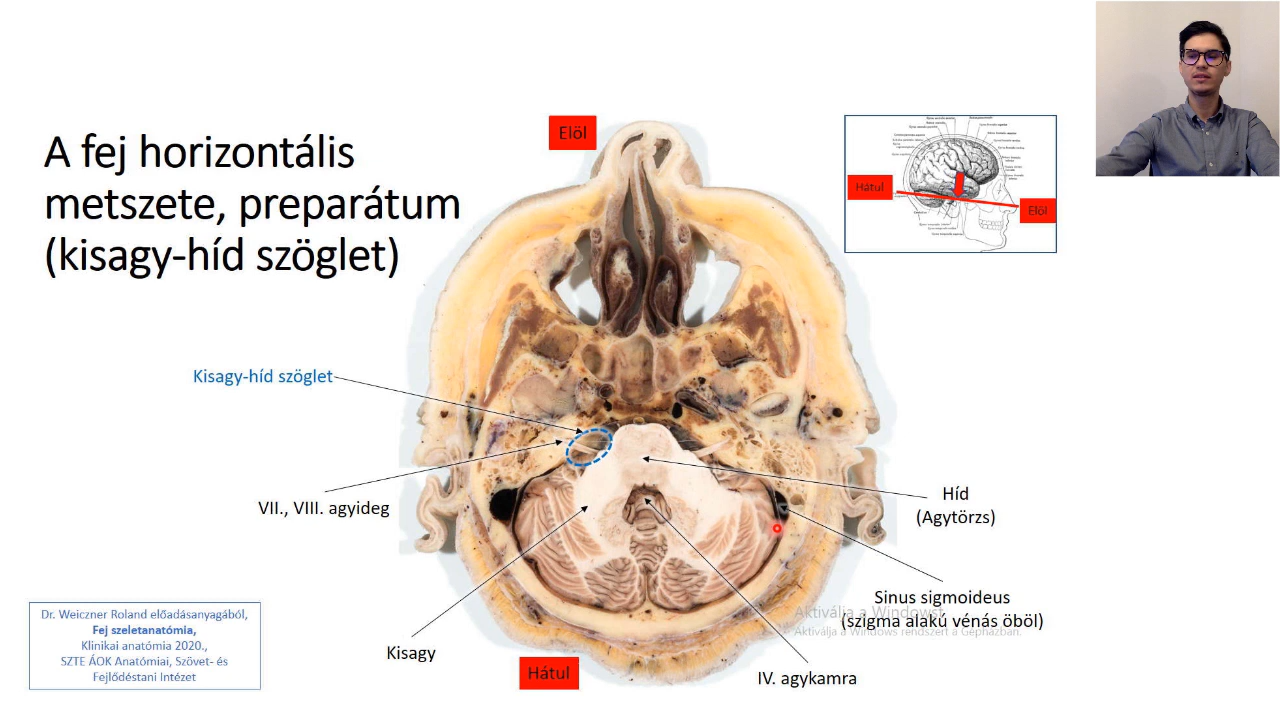 Elöl
A fej horizontális
metszete, preparátum
(kisagy-híd szöglet)
Hátul
Elöl
Kisagy-híd szöglet
VII., VIII. agyideg
Híd
(Agytörzs)
Sinus sigmoideus
(szigma alakú vénás öböl)
Aktiválja a Windowst
Aktiválja a Windows rendszert a Gépházban.
Dr. Weiczner Roland előadásanyagából,
Fej szeletanatómia,
Klinikai anatómia 2020.,
SZTE ÁOK Anatómiai, Szövet- és
Fejlődéstani Intézet
Kisagy
Hátul
IV. agykamra